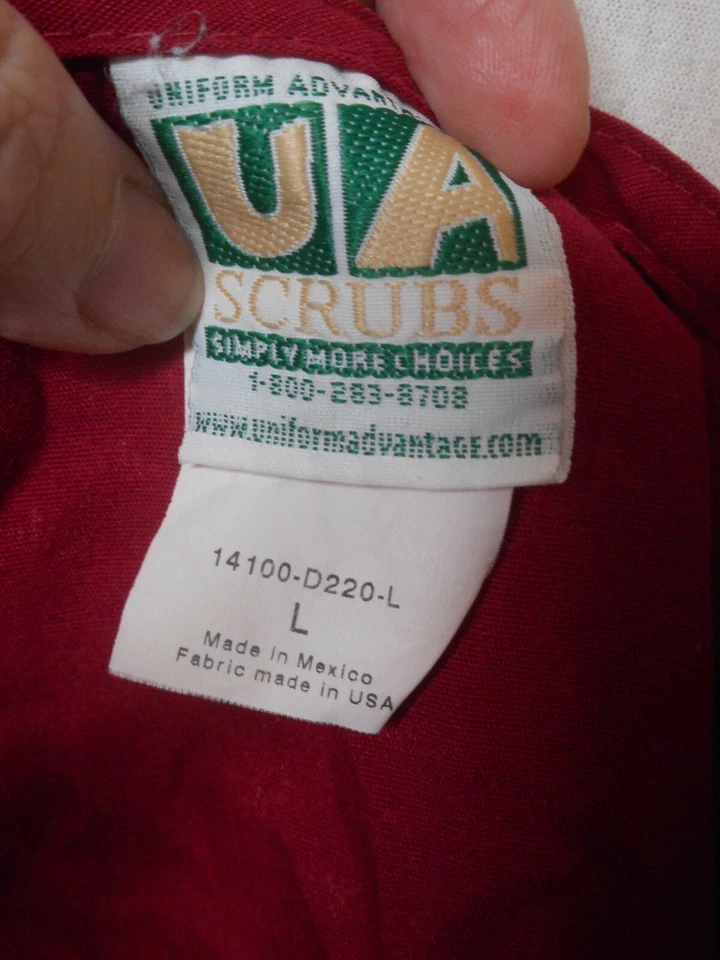 UNIFORM ADVANTA
UA
SCRUBS
SIMPLY MORE CHOICES
1-800-283-8708
www.uniformadvantage.com
14100-D220-L
L
Made in Mexico
Fabric made in USA